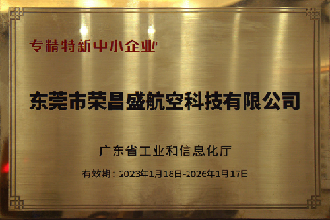 专精特新中小企业
东莞市荣昌盛航空科技有限公司
广东省工业和信息化厅
有效期：2023年1月18日-2026年1月17日